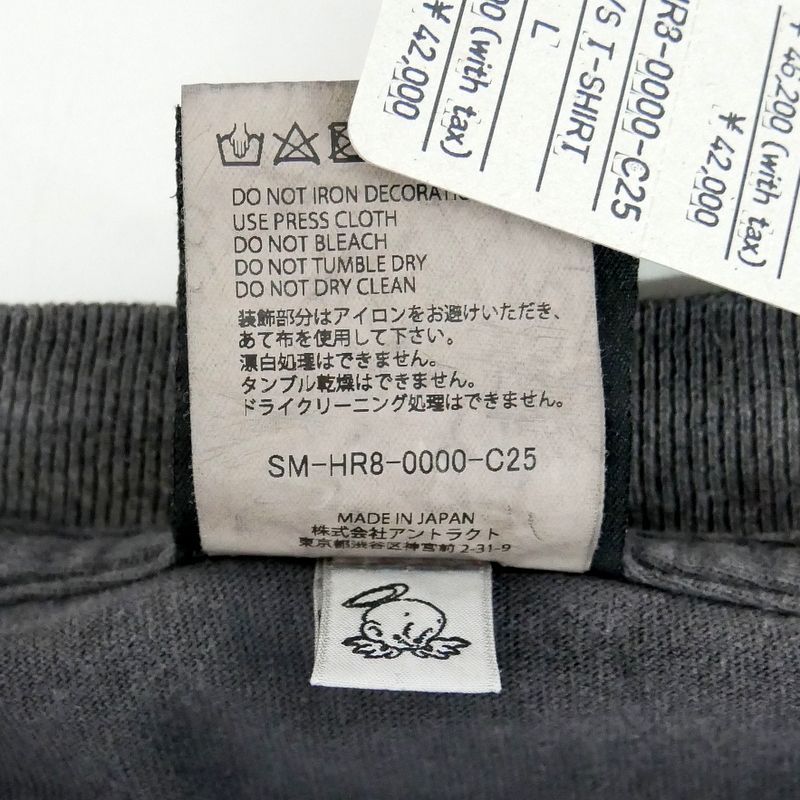 DO NOT IRON
USE PRESS CLOTH
DO NOT BLEACH
DO NOT TUMBLE DRY
DO NOT DRY CLEAN
装飾部分はアイロンをお避けいただき、
あて布を使用して下さい。
漂白処理はできません。
タンブル乾燥はできません。
ドライクリーニング処理はできません。
SM-HR8-0000-C25
MADE IN JAPAN
株式会社アントラクト
東京都渋谷区神宮前2-31-9
(with tax)
¥ 42,000
L
T-SHIRT
-0000-C25
¥ 42,000
(with tax)